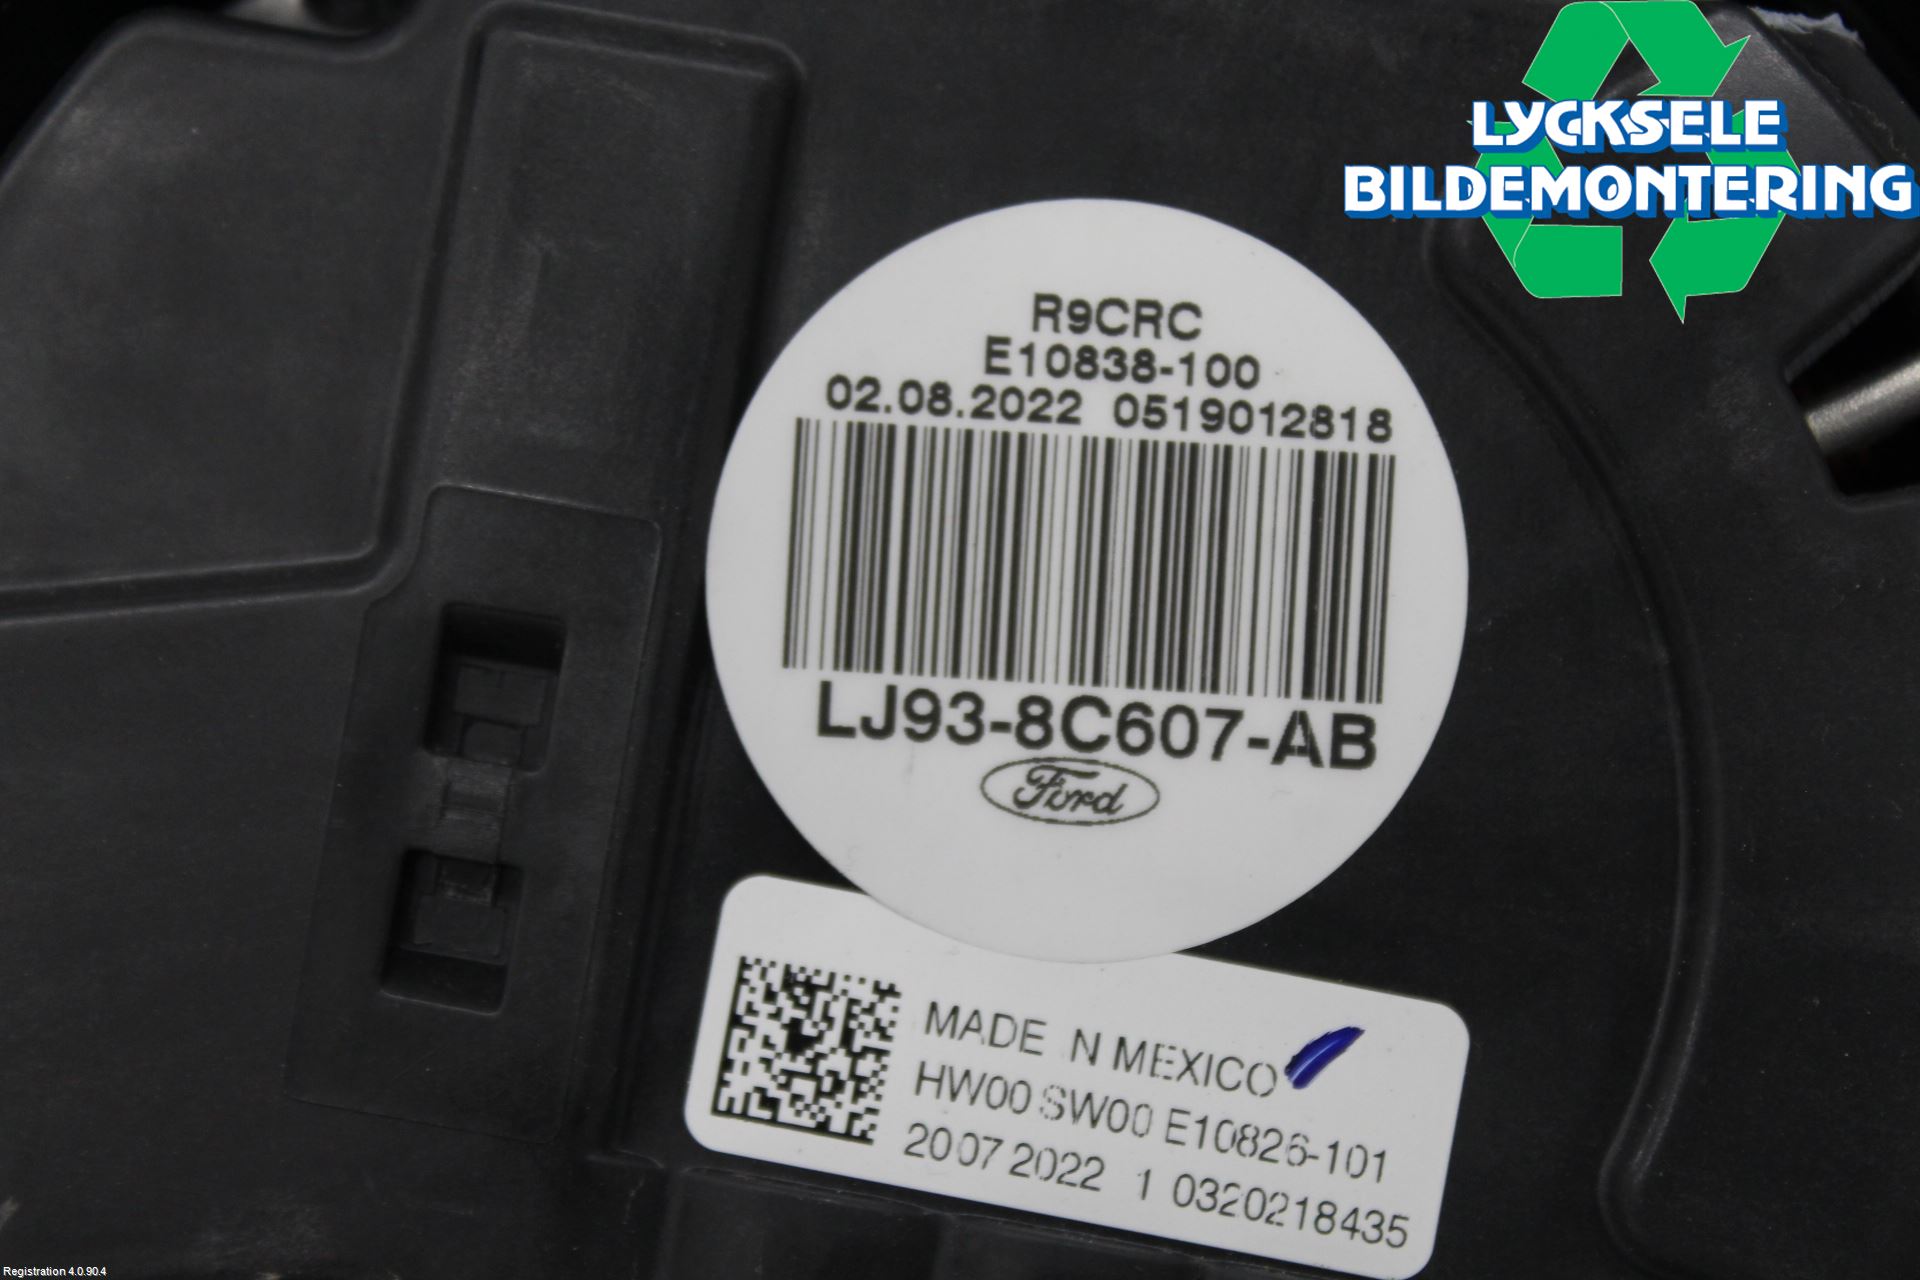 LYCKSELE
BILDEMONTERING
R9CRC
E10838-100
02.08.2022 0519012818
LJ93-8C607-AB
Ford
MADE N MEXICO
HW00 SW00 E10826-101
20 07 2022 1 0320218435
Registration 4.0.90.4